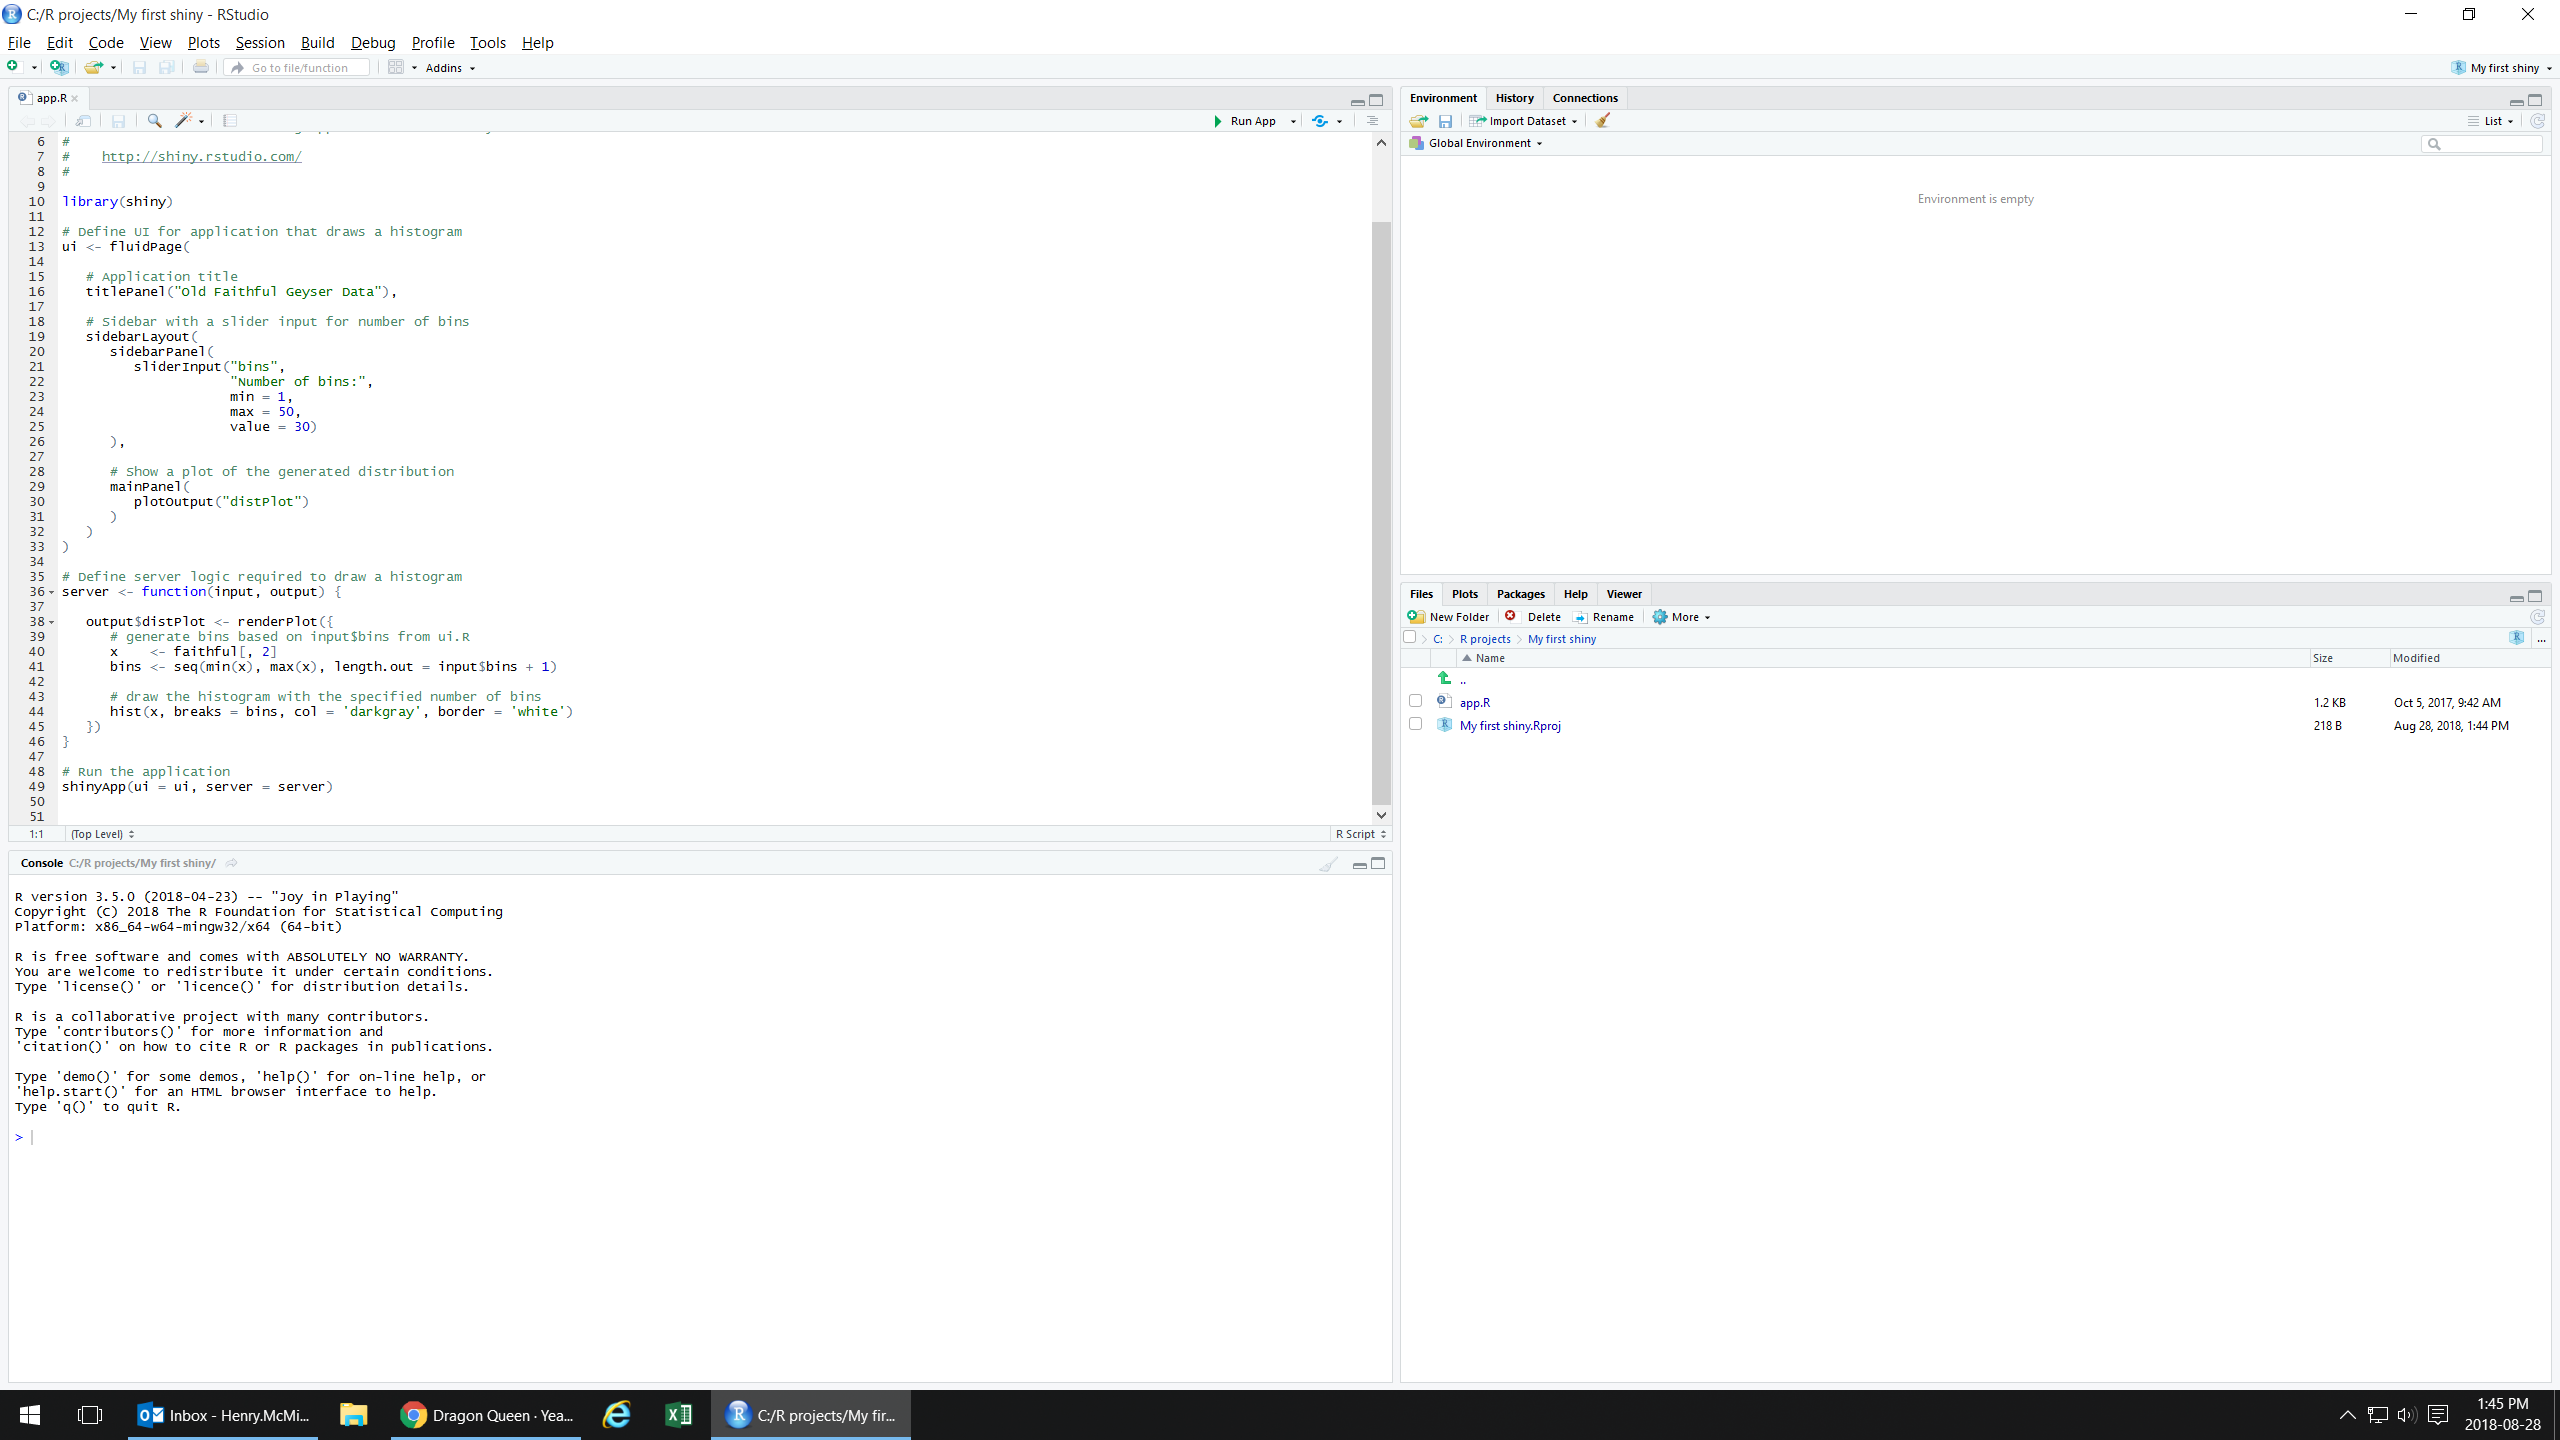 C:/R projects/My first shiny - RStudio
File Edit Code View Plots Session Build Debug Profile Tools Help
Go to file/function Addins My first shiny
app.R
Run App
6 #
7 #    http://shiny.rstudio.com/
8 #
9
10 library(shiny)
11
12 # Define UI for application that draws a histogram
13 ui <- fluidPage(
14
15    # Application title
16    titlePanel("Old Faithful Geyser Data"),
17
18    # Sidebar with a slider input for number of bins
19    sidebarLayout(
20       sidebarPanel(
21          sliderInput("bins",
22                      "Number of bins:",
23                      min = 1,
24                      max = 50,
25                      value = 30)
26       ),
27
28       # Show a plot of the generated distribution
29       mainPanel(
30          plotOutput("distPlot")
31       )
32    )
33 )
34
35 # Define server logic required to draw a histogram
36 server <- function(input, output) {
37
38    output$distPlot <- renderPlot({
39       # generate bins based on input$bins from ui.R
40       x    <- faithful[, 2]
41       bins <- seq(min(x), max(x), length.out = input$bins + 1)
42
43       # draw the histogram with the specified number of bins
44       hist(x, breaks = bins, col = 'darkgray', border = 'white')
45    })
46 }
47
48 # Run the application
49 shinyApp(ui = ui, server = server)
50
51
1:1 (Top Level) R Script
Console C:/R projects/My first shiny/
R version 3.5.0 (2018-04-23) -- "Joy in Playing"
Copyright (C) 2018 The R Foundation for Statistical Computing
Platform: x86_64-w64-mingw32/x64 (64-bit)
R is free software and comes with ABSOLUTELY NO WARRANTY.
You are welcome to redistribute it under certain conditions.
Type 'license()' or 'licence()' for distribution details.
R is a collaborative project with many contributors.
Type 'contributors()' for more information and
'citation()' on how to cite R or R packages in publications.
Type 'demo()' for some demos, 'help()' for on-line help, or
'help.start()' for an HTML browser interface to help.
Type 'q()' to quit R.
>
Environment History Connections
Import Dataset List
Global Environment
Environment is empty
Files Plots Packages Help Viewer
New Folder Delete Rename More
C: R projects My first shiny ...
Name Size Modified
..
app.R 1.2 KB Oct 5, 2017, 9:42 AM
My first shiny.Rproj 218 B Aug 28, 2018, 1:44 PM
Inbox - Henry.McMi... Dragon Queen · Yea... C:/R projects/My fir...
1:45 PM
2018-08-28